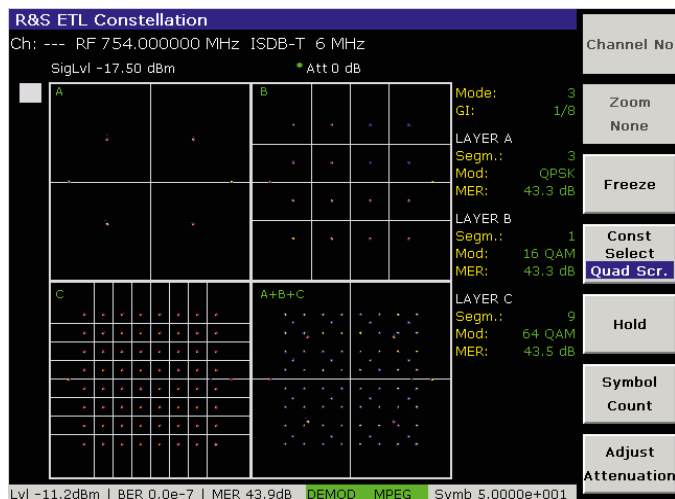 R&S ETL Constellation
Ch: --- RF 754.000000 MHz ISDB-T 6 MHz
SigLvl -17.50 dBm * Att 0 dB
A
B
C
A+B+C
Mode: 3
GI: 1/8
LAYER A
Segm.: 3
Mod: QPSK
MER: 43.3 dB
LAYER B
Segm.: 1
Mod: 16 QAM
MER: 43.3 dB
LAYER C
Segm.: 9
Mod: 64 QAM
MER: 43.5 dB
Channel No
Zoom
None
Freeze
Const
Select
Quad Scr.
Hold
Symbol
Count
Adjust
Attenuation
Lvl -11.2dBm | BER 0.0e-7 | MER 43.9dB DEMOD MPEG Symb 5.0000e+001